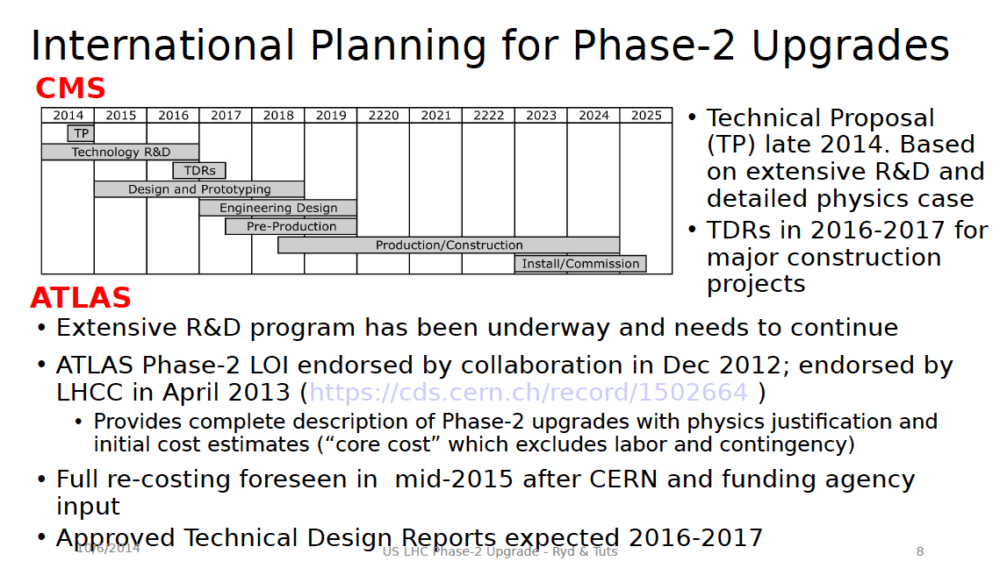 International Planning for Phase-2 Upgrades
CMS
2014 2015 2016 2017 2018 2019 2220 2021 2222 2023 2024 2025
TP
Technology R&D
TDRs
Design and Prototyping
Engineering Design
Pre-Production
Production/Construction
Install/Commission
• Technical Proposal
(TP) late 2014. Based
on extensive R&D and
detailed physics case
• TDRs in 2016-2017 for
major construction
projects
ATLAS
• Extensive R&D program has been underway and needs to continue
• ATLAS Phase-2 LOI endorsed by collaboration in Dec 2012; endorsed by
LHCC in April 2013 (https://cds.cern.ch/record/1502664 )
• Provides complete description of Phase-2 upgrades with physics justification and
initial cost estimates (“core cost” which excludes labor and contingency)
• Full re-costing foreseen in  mid-2015 after CERN and funding agency
input
• Approved Technical Design Reports expected 2016-2017
10/6/2014
US LHC Phase-2 Upgrade - Ryd & Tuts
8